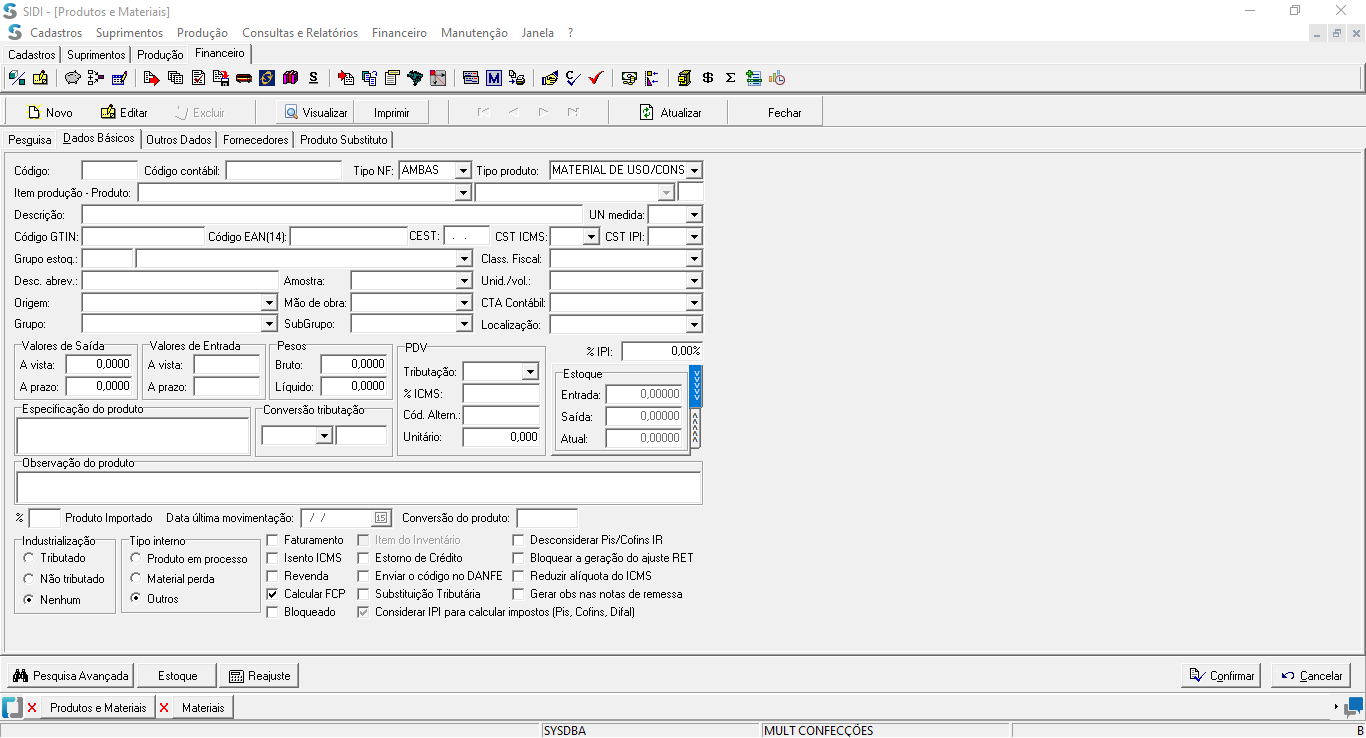 SIDI - [Produtos e Materiais]
Cadastros Suprimentos Produção Consultas e Relatórios Financeiro Manutenção Janela ?
Cadastros Suprimentos Produção Financeiro
Novo Editar Excluir Visualizar Imprimir Atualizar Fechar
Pesquisa Dados Básicos Outros Dados Fornecedores Produto Substituto
Código: Código contábil: Tipo NF: AMBAS Tipo produto: MATERIAL DE USO/CONS
Item produção - Produto:
Descrição: UN medida:
Código GTIN: Código EAN(14): CEST: . . CST ICMS: CST IPI:
Grupo estoq.: Class. Fiscal:
Desc. abrev.: Amostra: Unid./vol.:
Origem: Mão de obra: CTA Contábil:
Grupo: SubGrupo: Localização:
Valores de Saída Valores de Entrada Pesos PDV % IPI: 0,00%
A vista: 0,0000 A vista: Bruto: 0,0000 Tributação: Estoque
A prazo: 0,0000 A prazo: Líquido: 0,0000 % ICMS: Entrada: 0,00000
Especificação do produto Conversão tributação Cód. Altern.: Saída: 0,00000
Unitário: 0,000 Atual: 0,00000
Observação do produto
% Produto Importado Data última movimentação: / / 15 Conversão do produto:
Industrialização Tipo interno Faturamento Item do Inventário Desconsiderar Pis/Cofins IR
Tributado Produto em processo Isento ICMS Estorno de Crédito Bloquear a geração do ajuste RET
Não tributado Material perda Revenda Enviar o código no DANFE Reduzir alíquota do ICMS
Nenhum Outros Calcular FCP Substituição Tributária Gerar obs nas notas de remessa
Bloqueado Considerar IPI para calcular impostos (Pis, Cofins, Difal)
Pesquisa Avançada Estoque Reajuste Confirmar Cancelar
Produtos e Materiais Materiais
SYSDBA MULT CONFECÇÕES B